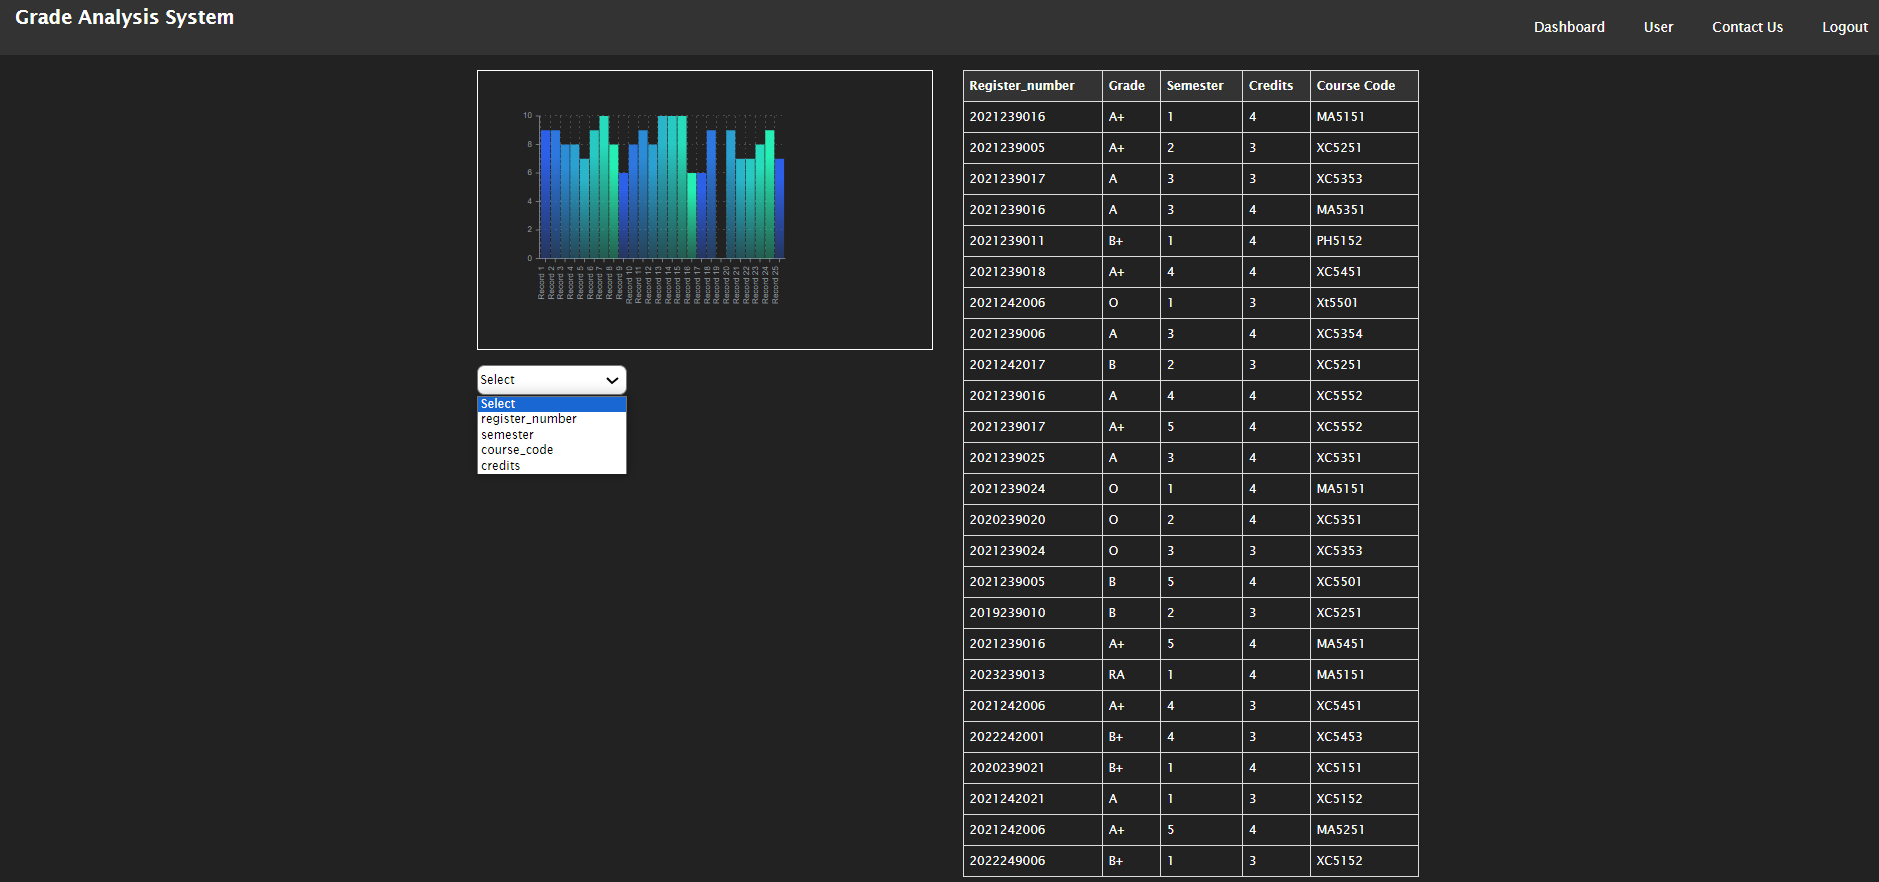 Grade Analysis System
Dashboard User Contact Us Logout
10
8
6
4
2
0
Record 1
Record 2
Record 3
Record 4
Record 5
Record 6
Record 7
Record 8
Record 9
Record 10
Record 11
Record 12
Record 13
Record 14
Record 15
Record 16
Record 17
Record 18
Record 19
Record 20
Record 21
Record 22
Record 23
Record 24
Record 25
Select
Select
register_number
semester
course_code
credits
Register_number Grade Semester Credits Course Code
2021239016 A+ 1 4 MA5151
2021239005 A+ 2 3 XC5251
2021239017 A 3 3 XC5353
2021239016 A 3 4 MA5351
2021239011 B+ 1 4 PH5152
2021239018 A+ 4 4 XC5451
2021242006 O 1 3 Xt5501
2021239006 A 3 4 XC5354
2021242017 B 2 3 XC5251
2021239016 A 4 4 XC5552
2021239017 A+ 5 4 XC5552
2021239025 A 3 4 XC5351
2021239024 O 1 4 MA5151
2020239020 O 2 4 XC5351
2021239024 O 3 3 XC5353
2021239005 B 5 4 XC5501
2019239010 B 2 3 XC5251
2021239016 A+ 5 4 MA5451
2023239013 RA 1 4 MA5151
2021242006 A+ 4 3 XC5451
2022242001 B+ 4 3 XC5453
2020239021 B+ 1 4 XC5151
2021242021 A 1 3 XC5152
2021242006 A+ 5 4 MA5251
2022249006 B+ 1 3 XC5152